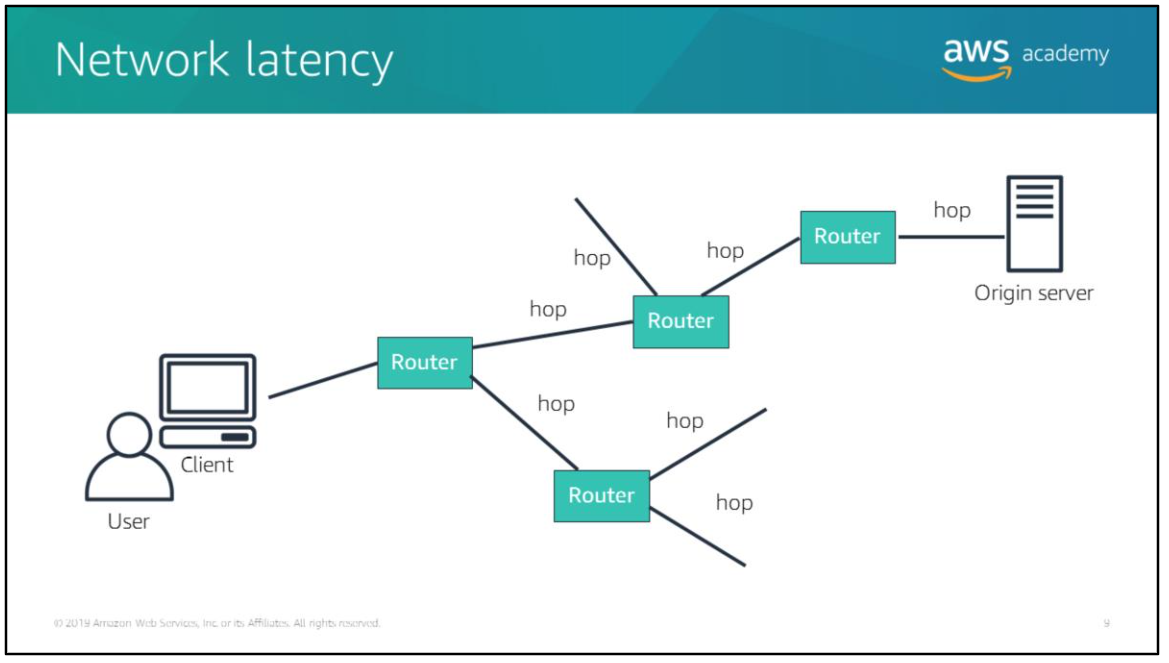 Network latency
aws academy
hop
Router
Origin server
hop
hop
hop
Router
Router
hop
hop
Client
Router
hop
User
© 2019 Amazon Web Services, Inc. or its Affiliates. All rights reserved.
9